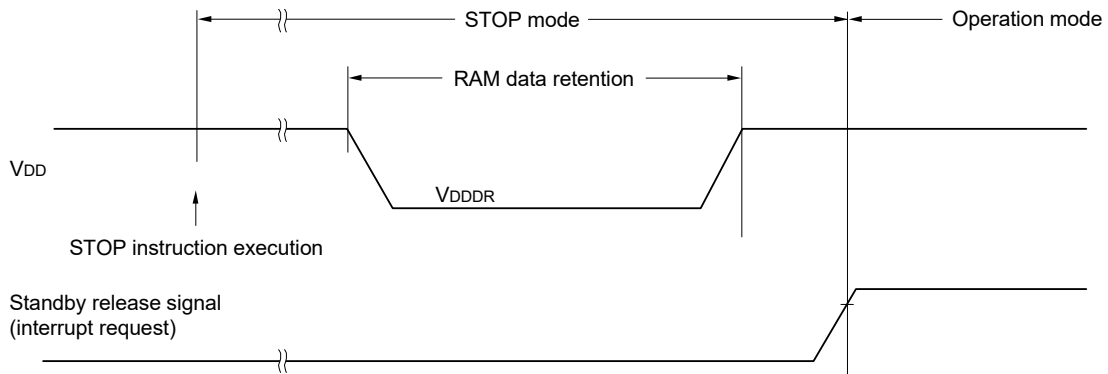 STOP mode
Operation mode
RAM data retention
VDD
VDDDR
STOP instruction execution
Standby release signal
(interrupt request)